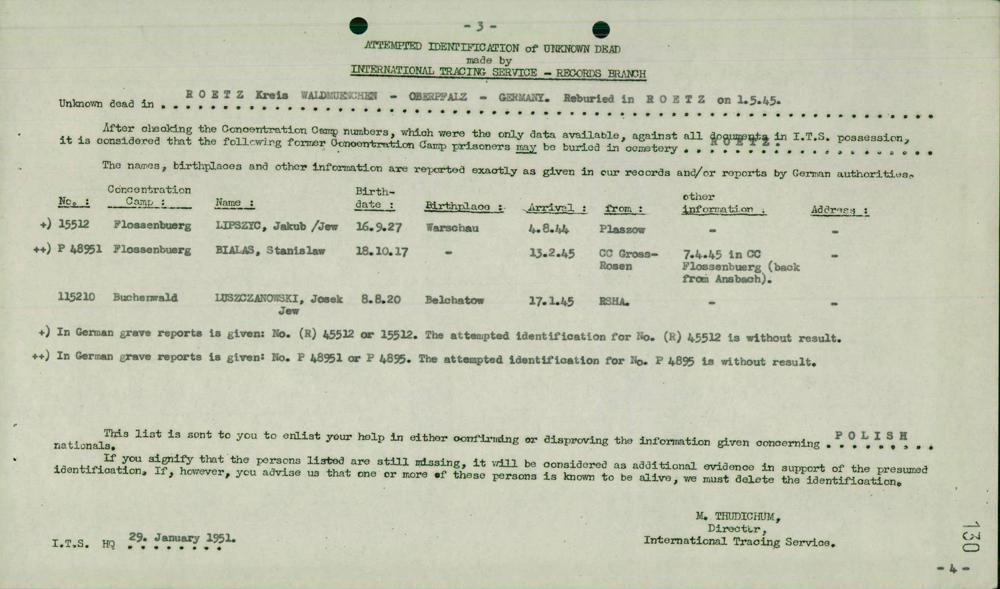 - 3 -
ATTEMPTED IDENTIFICATION of UNKNOWN DEAD
made by
INTERNATIONAL TRACING SERVICE - RECORDS BRANCH
Unknown dead in R O E T Z Kreis WALDMUENCHEN - OBERPFALZ - GERMANY. Reburied in R O E T Z on 1.5.45.
After checking the Concentration Camp numbers, which were the only data available, against all documents in I.T.S. possession,
it is considered that the following former Concentration Camp prisoners may be buried in cemetery R O E T Z.
The names, birthplaces and other information are reported exactly as given in our records and/or reports by German authorities.
No. : Concentration Camp : Name : Birth-date : Birthplace : Arrival : from : other information : Address :
+) 15512 Flossenbuerg LIPSZYC, Jakub /Jew 16.9.27 Warschau 4.8.44 Plaszow - -
++) P 48951 Flossenbuerg BIALAS, Stanislaw 18.10.17 - 13.2.45 CC Gross- 7.4.45 in CC -
Rosen Flossenbuerg (back
from Ansbach).
115210 Buchenwald LUSZCZANOWSKI, Josek 8.8.20 Belchatow 17.1.45 RSHA. - -
Jew
+) In German grave reports is given: No. (R) 45512 or 15512. The attempted identification for No. (R) 45512 is without result.
++) In German grave reports is given: No. P 48951 or P 4895. The attempted identification for No. P 4895 is without result.
This list is sent to you to enlist your help in either confirming or disproving the information given concerning P O L I S H
nationals.
If you signify that the persons listed are still missing, it will be considered as additional evidence in support of the presumed
identification. If, however, you advise us that one or more of these persons is known to be alive, we must delete the identification.
M. THUDICHUM,
Director,
International Tracing Service.
I.T.S. HQ 29. January 1951.
130
- 4 -